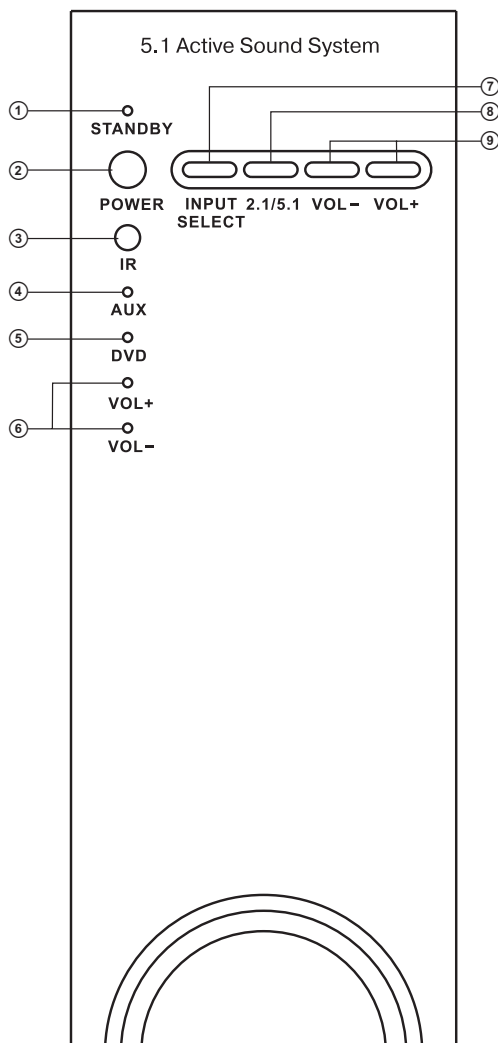 5.1 Active Sound System
1
STANDBY
2
POWER
3
IR
4
AUX
5
DVD
VOL+
6
VOL−
7
8
9
INPUT SELECT
2.1/5.1
VOL−
VOL+